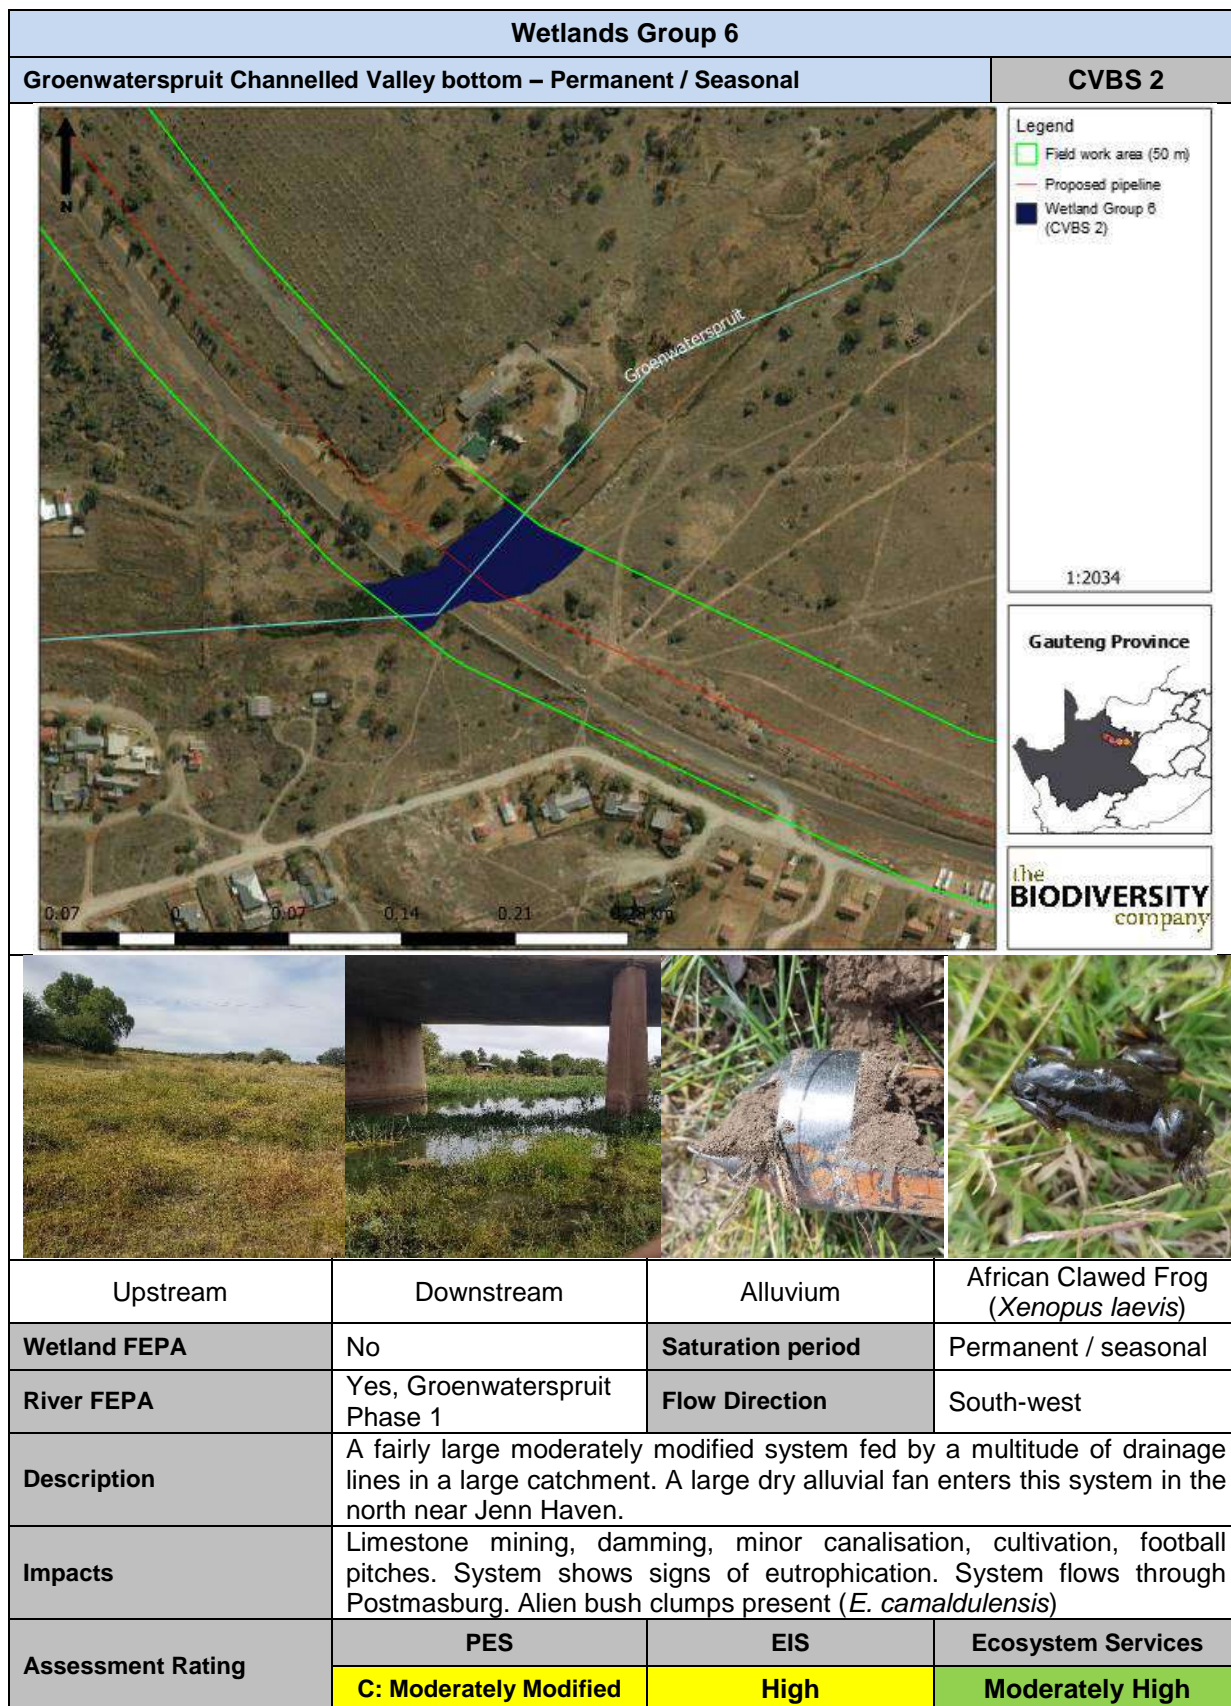 Wetlands Group 6
Groenwaterspruit Channelled Valley bottom – Permanent / Seasonal
CVBS 2
N
Groenwaterspruit
0.07 0 0.07 0.14 0.21 0.28 km
Legend
Field work area (50 m)
Proposed pipeline
Wetland Group 6
(CVBS 2)
1:2034
Gauteng Province
the
BIODIVERSITY
company
Upstream
Downstream
Alluvium
African Clawed Frog
(Xenopus laevis)
Wetland FEPA
No
Saturation period
Permanent / seasonal
River FEPA
Yes, Groenwaterspruit
Phase 1
Flow Direction
South-west
Description
A fairly large moderately modified system fed by a multitude of drainage
lines in a large catchment. A large dry alluvial fan enters this system in the
north near Jenn Haven.
Impacts
Limestone mining, damming, minor canalisation, cultivation, football
pitches. System shows signs of eutrophication. System flows through
Postmasburg. Alien bush clumps present (E. camaldulensis)
Assessment Rating
PES
EIS
Ecosystem Services
C: Moderately Modified
High
Moderately High